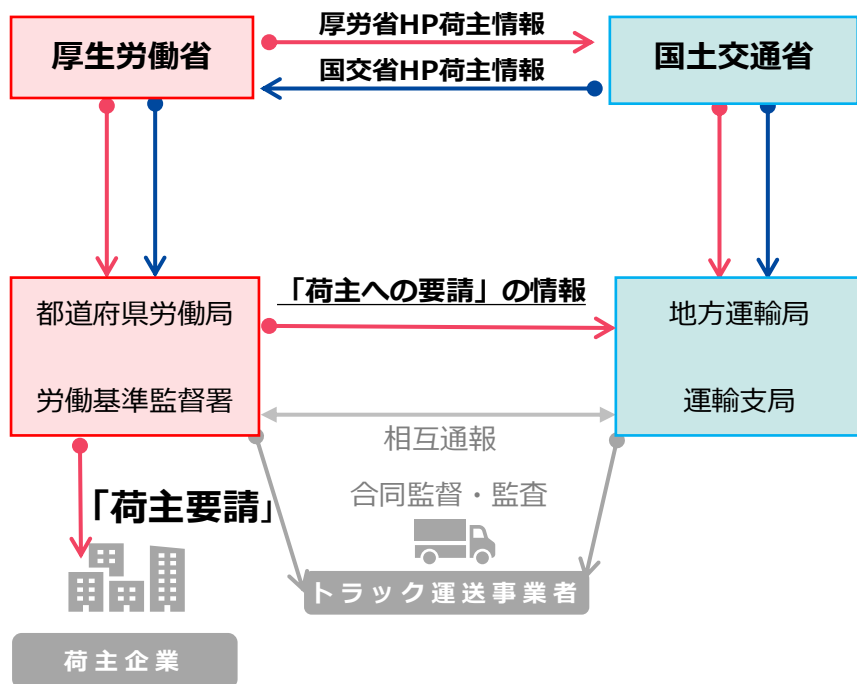 厚労省HP荷主情報
厚生労働省
国土交通省
国交省HP荷主情報
「荷主への要請」の情報
都道府県労働局
地方運輸局
労働基準監督署
運輸支局
相互通報
「荷主要請」
合同監督・監査
トラック運送事業者
荷主企業